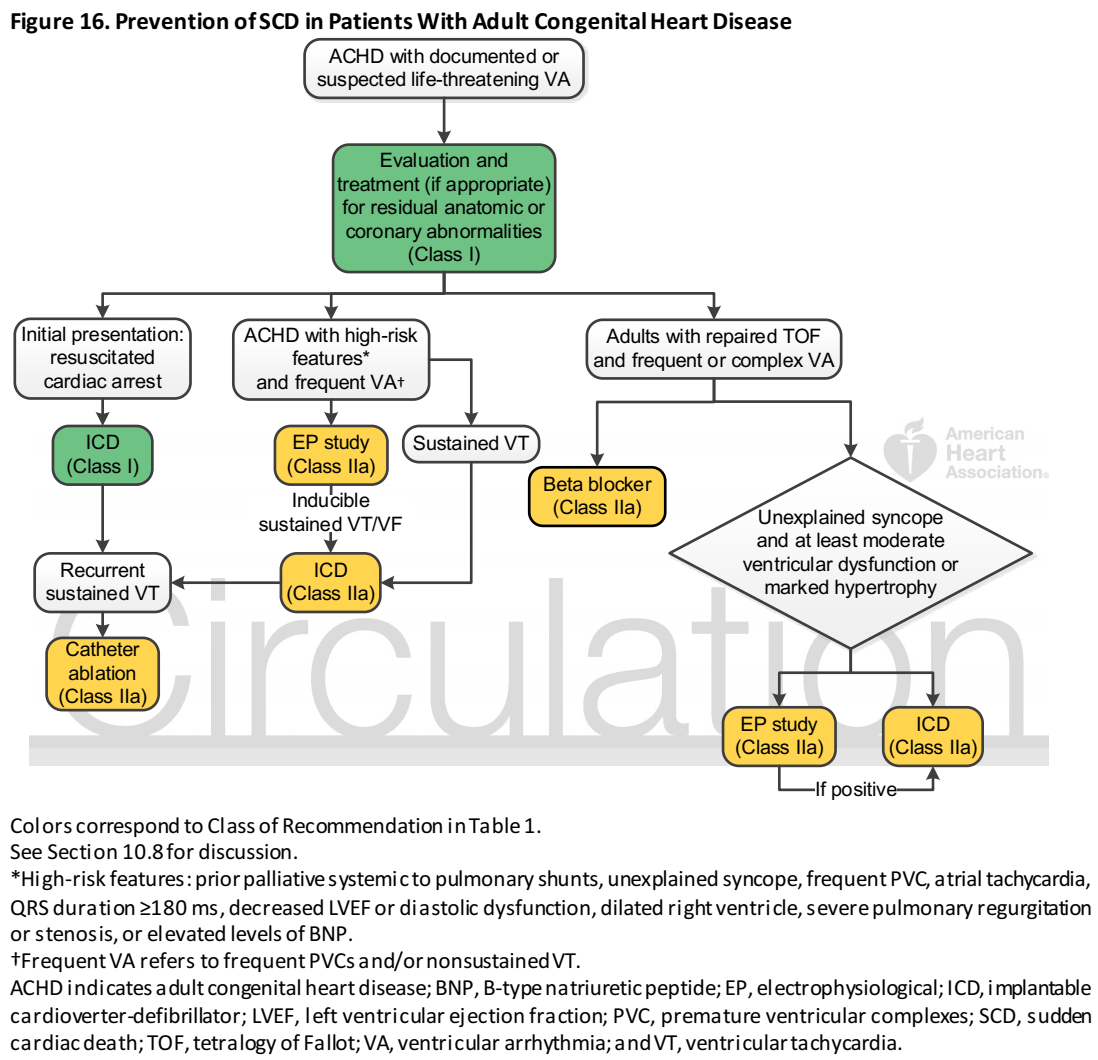 Figure 16. Prevention of SCD in Patients With Adult Congenital Heart Disease
ACHD with documented or
suspected life-threatening VA
Evaluation and
treatment (if appropriate)
for residual anatomic or
coronary abnormalities
(Class I)
Initial presentation:
resuscitated
cardiac arrest
ACHD with high-risk
features*
and frequent VA†
Adults with repaired TOF
and frequent or complex VA
ICD
(Class I)
EP study
(Class IIa)
Sustained VT
American
Heart
Association®
Beta blocker
(Class IIa)
Inducible
sustained VT/VF
Unexplained syncope
and at least moderate
ventricular dysfunction or
marked hypertrophy
Recurrent
sustained VT
ICD
(Class IIa)
Catheter
ablation
(Class IIa)
Circulation
EP study
(Class IIa)
ICD
(Class IIa)
If positive
Colors correspond to Class of Recommendation in Table 1.
See Section 10.8 for discussion.
*High-risk features: prior palliative systemic to pulmonary shunts, unexplained syncope, frequent PVC, atrial tachycardia,
QRS duration ≥180 ms, decreased LVEF or diastolic dysfunction, dilated right ventricle, severe pulmonary regurgitation
or stenosis, or elevated levels of BNP.
†Frequent VA refers to frequent PVCs and/or nonsustained VT.
ACHD indicates adult congenital heart disease; BNP, B-type natriuretic peptide; EP, electrophysiological; ICD, implantable
cardioverter-defibrillator; LVEF, left ventricular ejection fraction; PVC, premature ventricular complexes; SCD, sudden
cardiac death; TOF, tetralogy of Fallot; VA, ventricular arrhythmia; and VT, ventricular tachycardia.